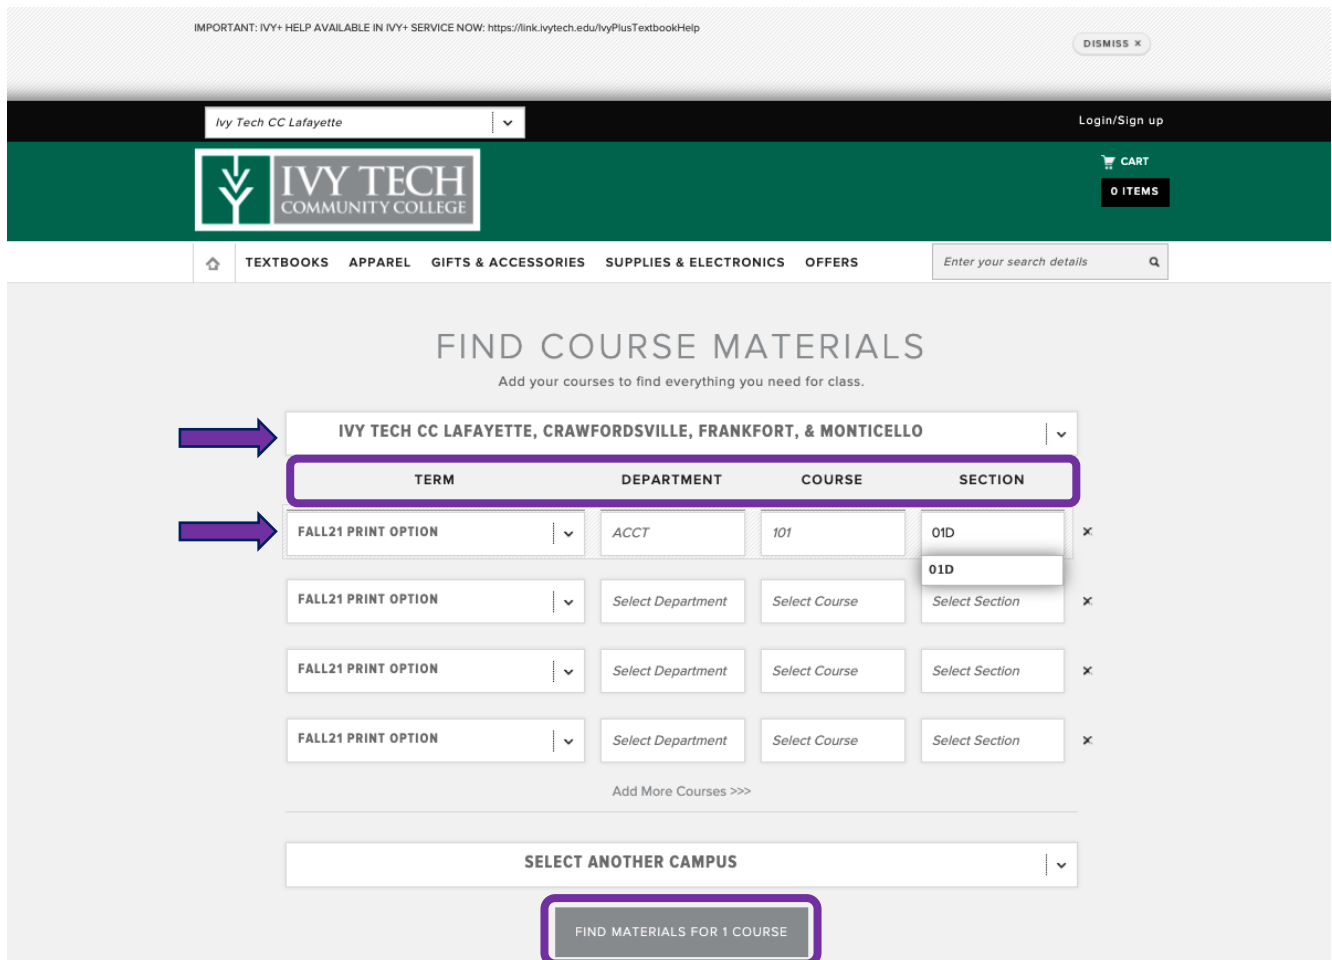 IMPORTANT: IVY+ HELP AVAILABLE IN IVY+ SERVICE NOW: https://link.ivytech.edu/IvyPlusTextbookHelp
DISMISS ×
Ivy Tech CC Lafayette
Login/Sign up
IVY TECH
COMMUNITY COLLEGE
CART
0 ITEMS
TEXTBOOKS APPAREL GIFTS & ACCESSORIES SUPPLIES & ELECTRONICS OFFERS Enter your search details
FIND COURSE MATERIALS
Add your courses to find everything you need for class.
IVY TECH CC LAFAYETTE, CRAWFORDSVILLE, FRANKFORT, & MONTICELLO
TERM DEPARTMENT COURSE SECTION
FALL21 PRINT OPTION ACCT 101 01D
01D
FALL21 PRINT OPTION Select Department Select Course Select Section
FALL21 PRINT OPTION Select Department Select Course Select Section
FALL21 PRINT OPTION Select Department Select Course Select Section
Add More Courses >>>
SELECT ANOTHER CAMPUS
FIND MATERIALS FOR 1 COURSE